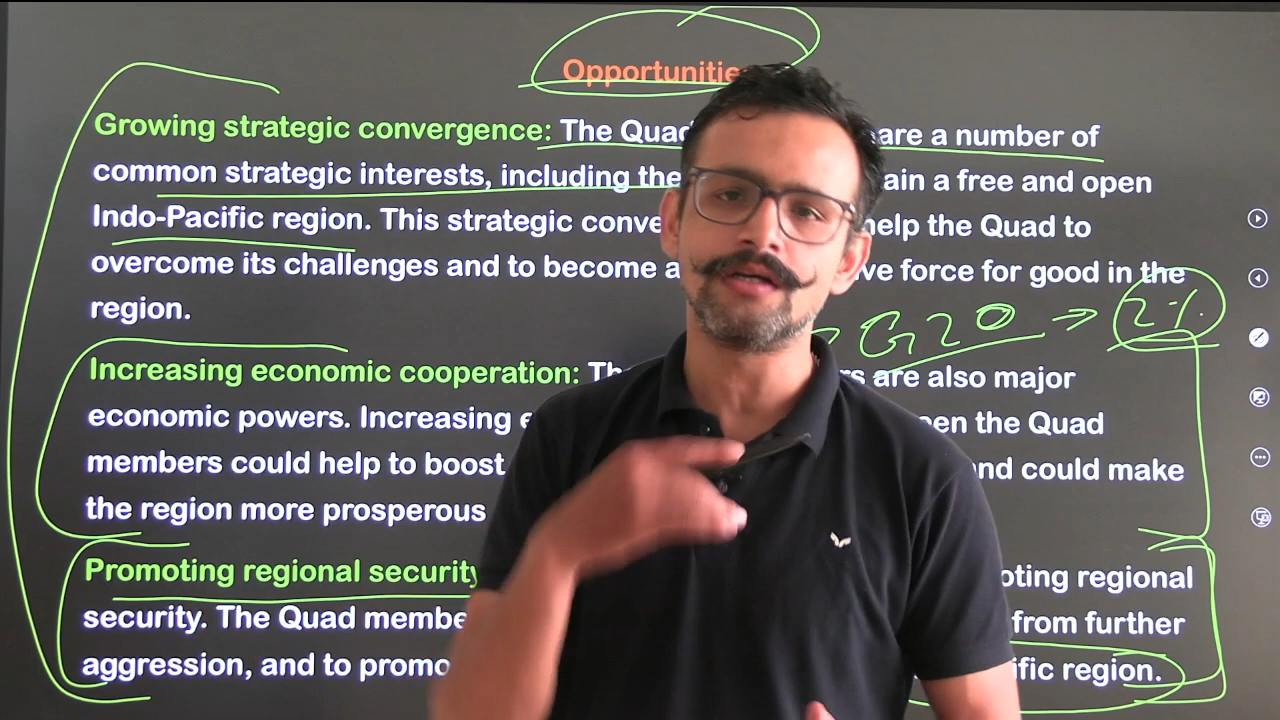 Opportunitie
Growing strategic convergence: The Quad are a number of
common strategic interests, including the ain a free and open
Indo-Pacific region. This strategic conve help the Quad to
overcome its challenges and to become a ve force for good in the
region.
G20 → 2%
Increasing economic cooperation: Th rs are also major
economic powers. Increasing e en the Quad
members could help to boost nd could make
the region more prosperous
Promoting regional security oting regional
security. The Quad membe from further
aggression, and to promo ific region.